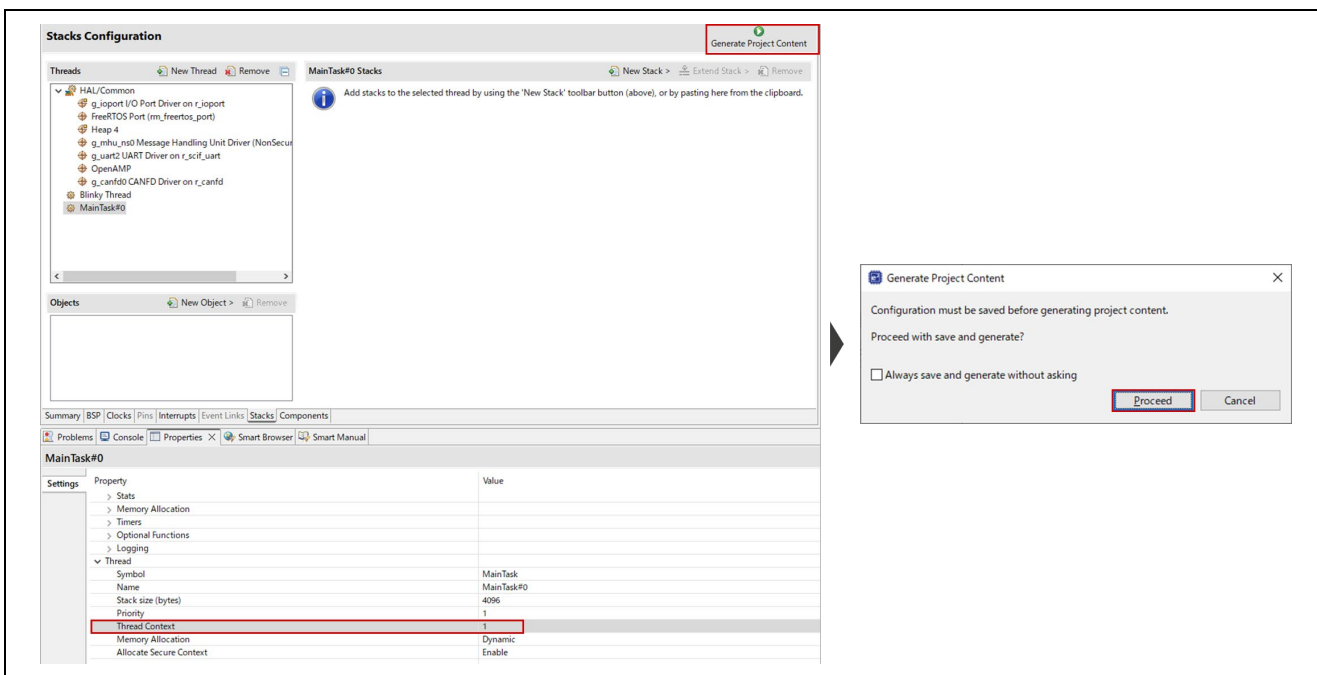 Stacks Configuration
Generate Project Content
Threads
New Thread
Remove
HAL/Common
g_ioport I/O Port Driver on r_ioport
FreeRTOS Port (rm_freertos_port)
Heap 4
g_mhu_ns0 Message Handling Unit Driver (NonSecur
g_uart2 UART Driver on r_scif_uart
OpenAMP
g_canfd0 CANFD Driver on r_canfd
Blinky Thread
MainTask#0
MainTask#0 Stacks
New Stack >
Extend Stack >
Remove
Add stacks to the selected thread by using the 'New Stack' toolbar button (above), or by pasting here from the clipboard.
Objects
New Object >
Remove
Summary BSP Clocks Pins Interrupts Event Links Stacks Components
Problems Console Properties Smart Browser Smart Manual
MainTask#0
Settings
Property Value
Stats
Memory Allocation
Timers
Optional Functions
Logging
Thread
Symbol MainTask
Name MainTask#0
Stack size (bytes) 4096
Priority 1
Thread Context 1
Memory Allocation Dynamic
Allocate Secure Context Enable
Generate Project Content
Configuration must be saved before generating project content.
Proceed with save and generate?
Always save and generate without asking
Proceed Cancel